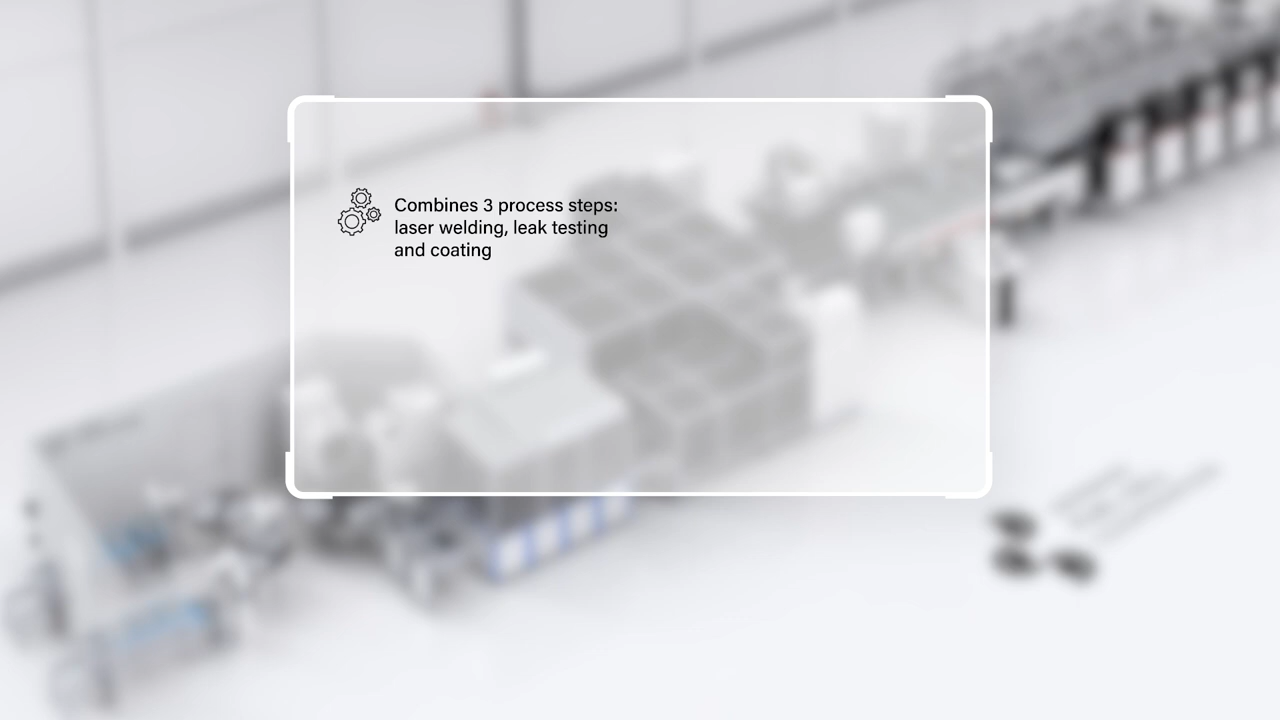 Combines 3 process steps:
laser welding, leak testing
and coating